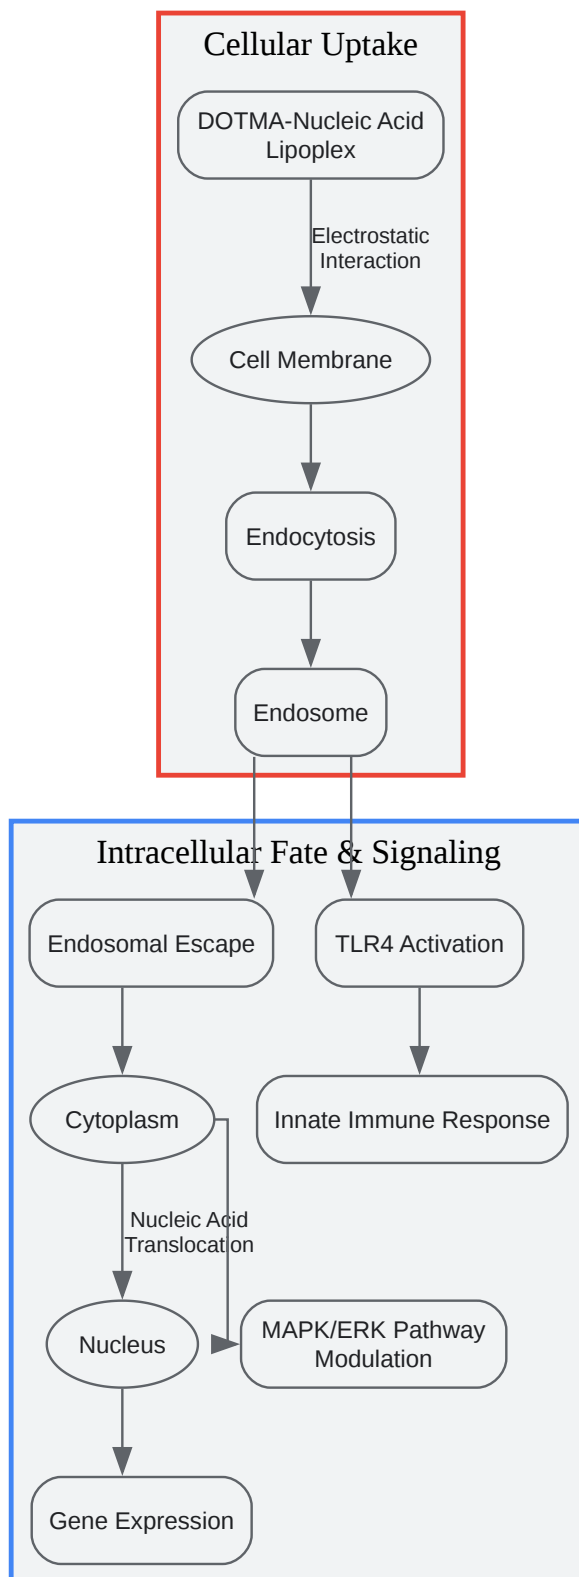 Cellular Uptake
DOTMA-Nucleic Acid
Lipoplex
Electrostatic
Interaction
Cell Membrane
Endocytosis
Endosome
Intracellular Fate & Signaling
Endosomal Escape
TLR4 Activation
Cytoplasm
Innate Immune Response
Nucleic Acid
Translocation
Nucleus
MAPK/ERK Pathway
Modulation
Gene Expression